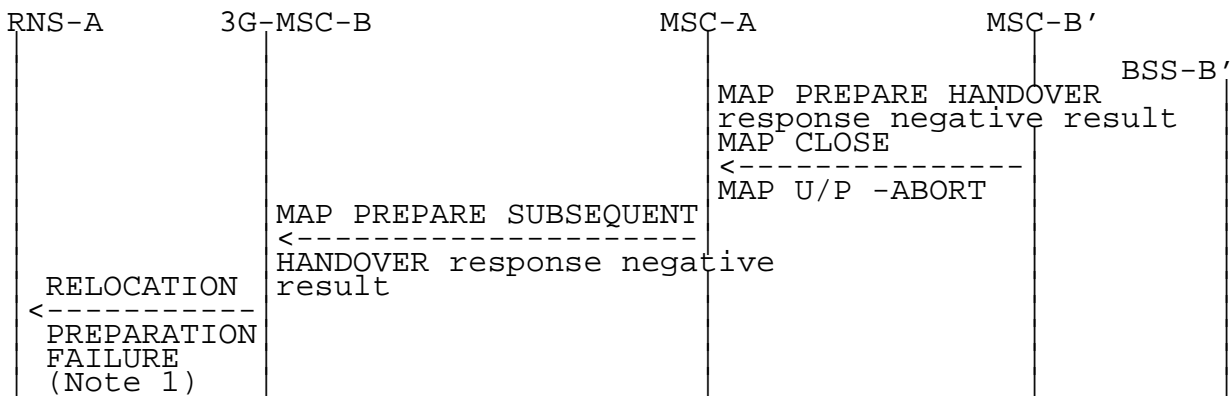 RNS-A 3G-MSC-B MSC-A MSC-B'
BSS-B'
MAP PREPARE HANDOVER
response negative result
MAP CLOSE
MAP U/P -ABORT
MAP PREPARE SUBSEQUENT
HANDOVER response negative
result
RELOCATION
PREPARATION
FAILURE
(Note 1)